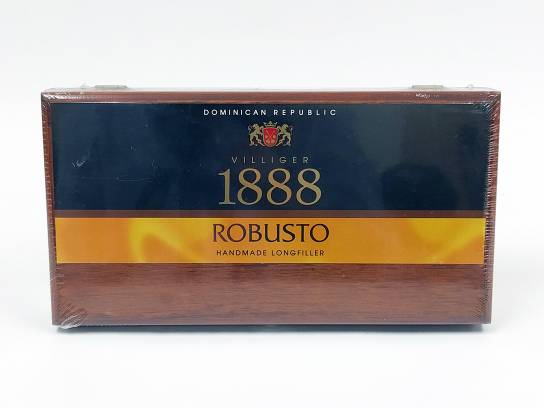 DOMINICAN REPUBLIC
VILLIGER
1888
ROBUSTO
HANDMADE LONGFILLER